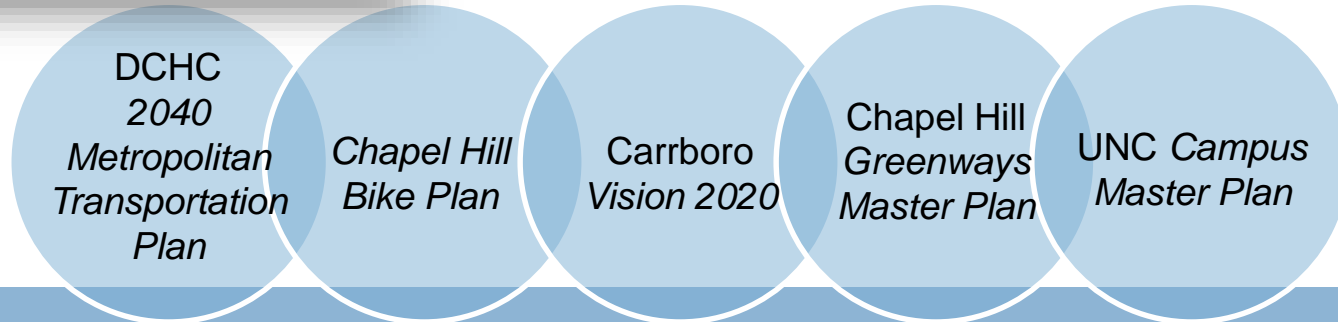 DCHC
2040
Metropolitan
Transportation
Plan
Chapel Hill
Bike Plan
Carrboro
Vision 2020
Chapel Hill
Greenways
Master Plan
UNC Campus
Master Plan